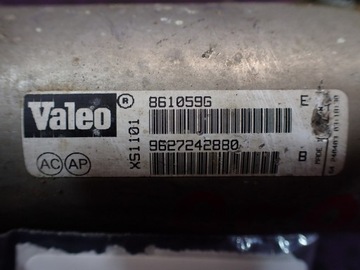 Valeo ®
861059G E
XS1101
9627242880 B
AC AP